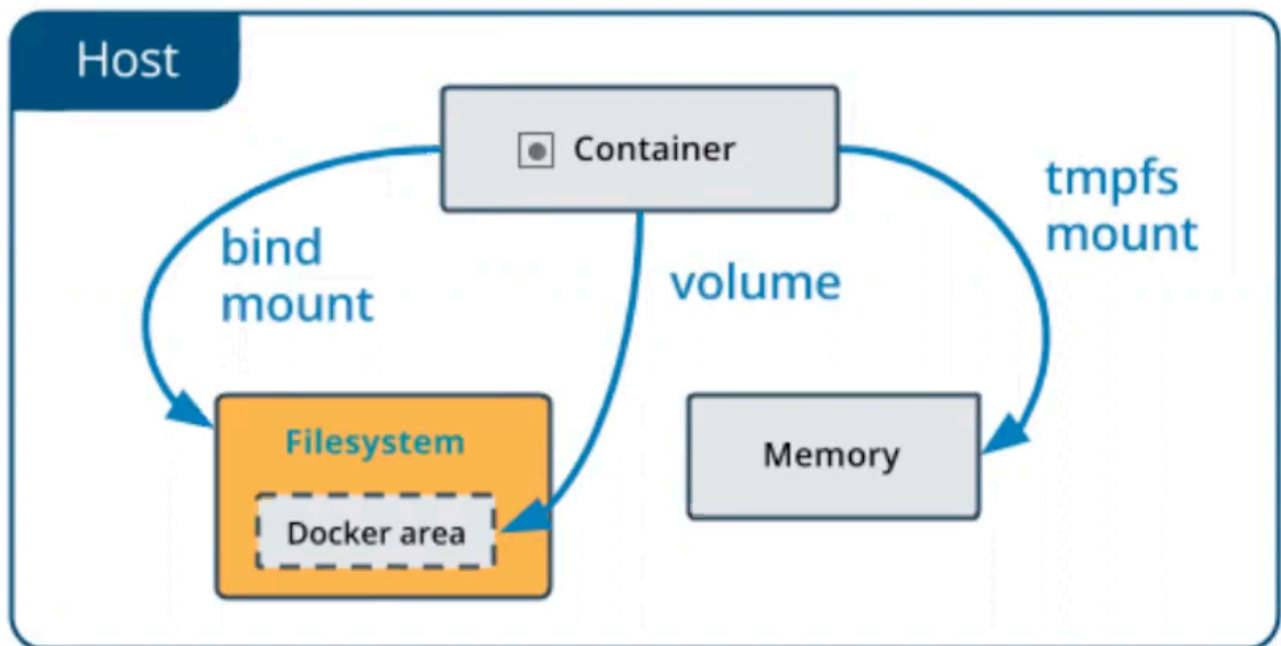 Host
Container
bind
mount
volume
tmpfs
mount
Filesystem
Docker area
Memory